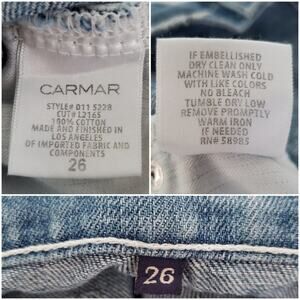 CARMAR
STYLE# D11 5228
CUT# L2165
100% COTTON
MADE AND FINISHED IN
LOS ANGELES
OF IMPORTED FABRIC AND
COMPONENTS
26
IF EMBELLISHED
DRY CLEAN ONLY
MACHINE WASH COLD
WITH LIKE COLORS
NO BLEACH
TUMBLE DRY LOW
REMOVE PROMPTLY
WARM IRON
IF NEEDED
RN# 58985
26